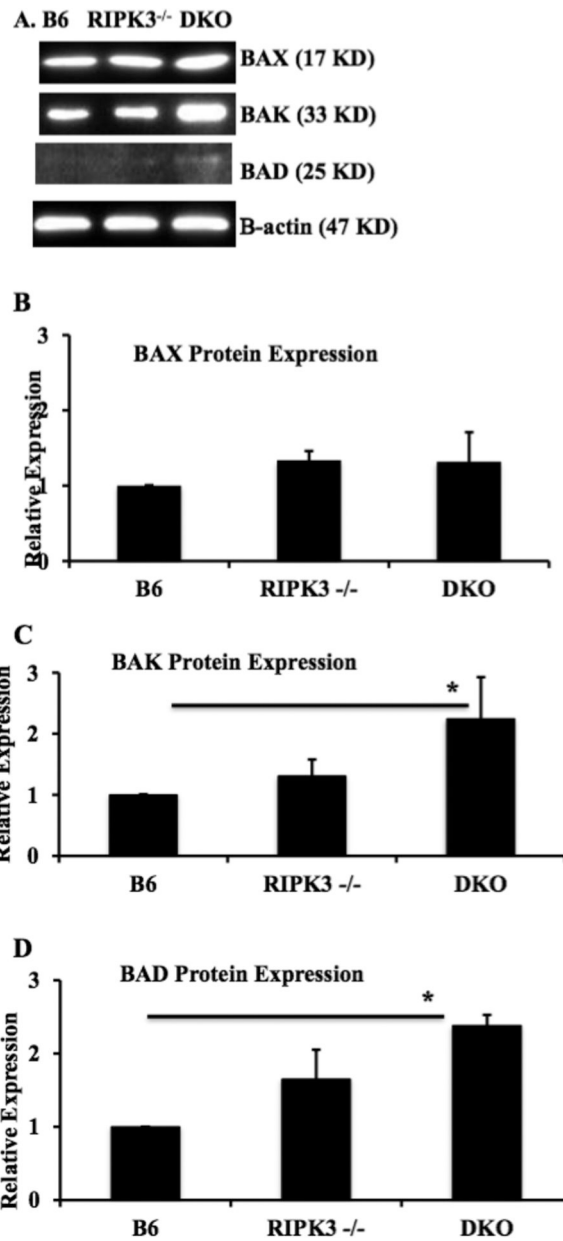 A. B6 RIPK3-/- DKO
BAX (17 KD)
BAK (33 KD)
BAD (25 KD)
B-actin (47 KD)
B
BAX Protein Expression
Relative Expression
3
2
1
0
B6 RIPK3 -/- DKO
C
BAK Protein Expression
Relative Expression
3
2
1
0
*
B6 RIPK3 -/- DKO
D
BAD Protein Expression
Relative Expression
3
2
1
0
*
B6 RIPK3 -/- DKO